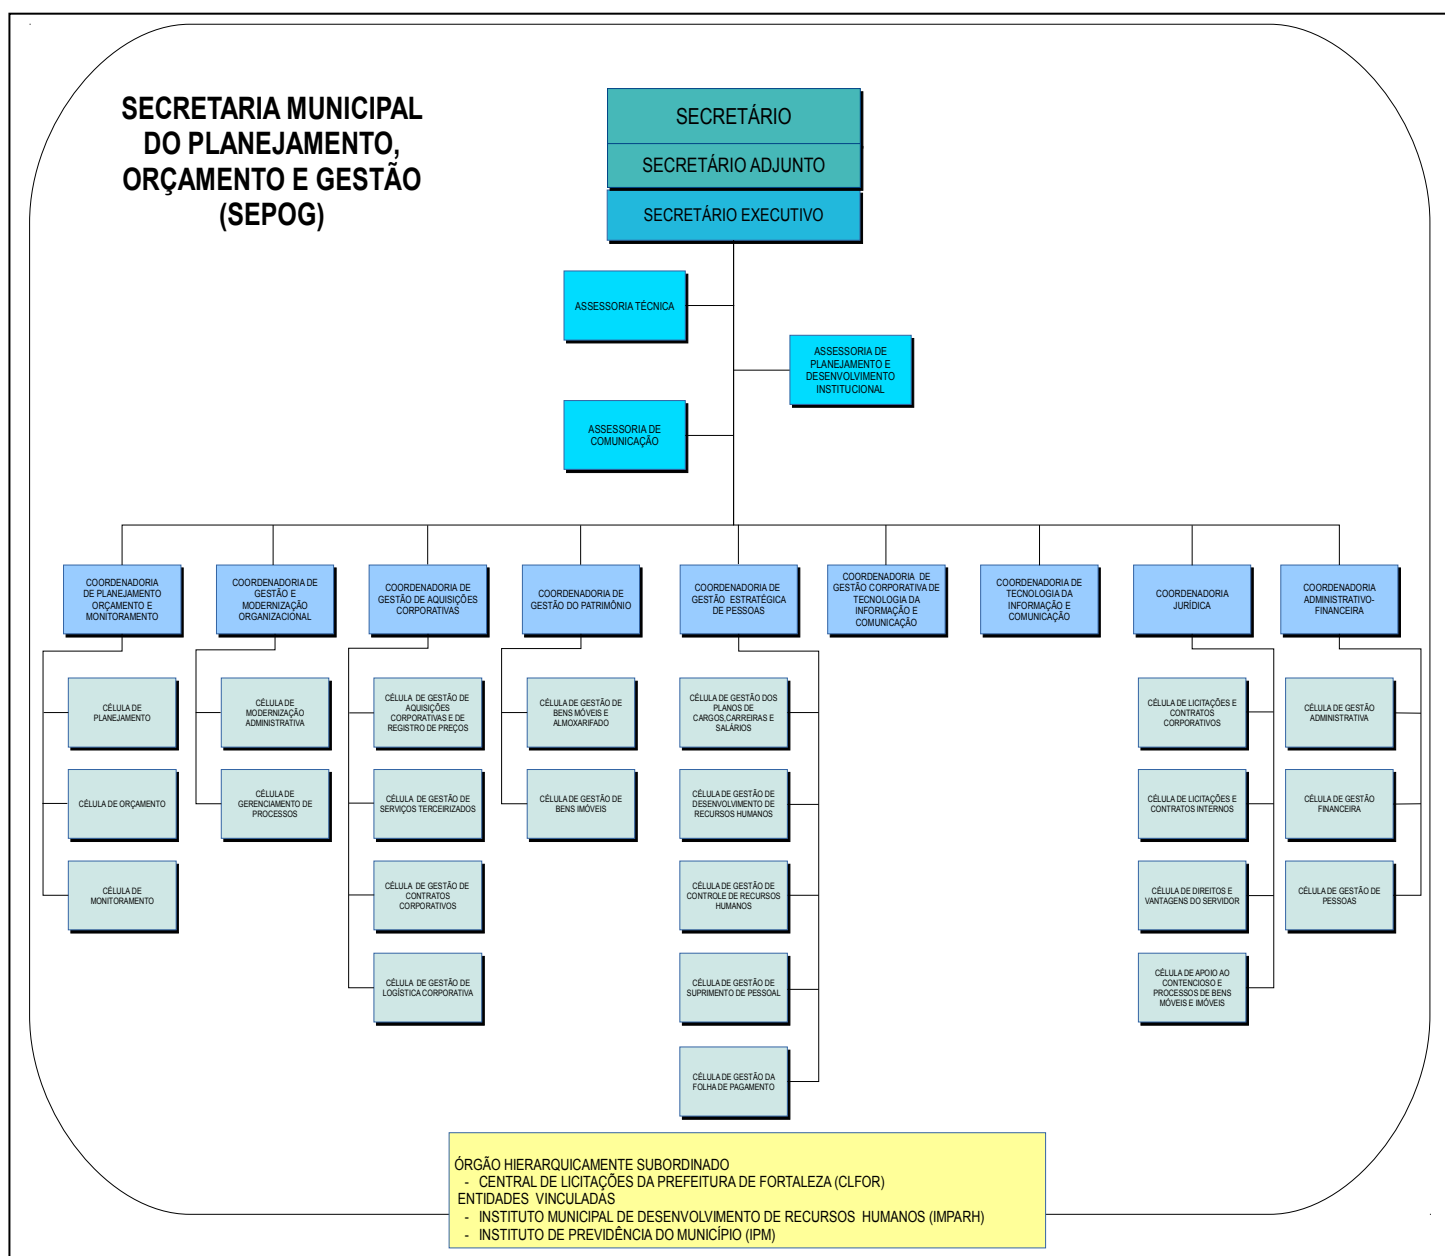 SECRETARIA MUNICIPAL
DO PLANEJAMENTO,
ORÇAMENTO E GESTÃO
(SEPOG)
SECRETÁRIO
SECRETÁRIO ADJUNTO
SECRETÁRIO EXECUTIVO
ASSESSORIA TÉCNICA
ASSESSORIA DE
PLANEJAMENTO E
DESENVOLVIMENTO
INSTITUCIONAL
ASSESSORIA DE
COMUNICAÇÃO
COORDENADORIA
DE PLANEJAMENTO
ORÇAMENTO E
MONITORAMENTO
COORDENADORIA DE
GESTÃO E
MODERNIZAÇÃO
ORGANIZACIONAL
COORDENADORIA DE
GESTÃO DE AQUISIÇÕES
CORPORATIVAS
COORDENADORIA DE
GESTÃO DO PATRIMÔNIO
COORDENADORIA DE
GESTÃO ESTRATÉGICA
DE PESSOAS
COORDENADORIA DE
GESTÃO CORPORATIVA DE
TECNOLOGIA DA
INFORMAÇÃO E
COMUNICAÇÃO
COORDENADORIA DE
TECNOLOGIA DA
INFORMAÇÃO E
COMUNICAÇÃO
COORDENADORIA
JURÍDICA
COORDENADORIA
ADMINISTRATIVO-
FINANCEIRA
CÉLULA DE
PLANEJAMENTO
CÉLULA DE
MODERNIZAÇÃO
ADMINISTRATIVA
CÉLULA DE GESTÃO DE
AQUISIÇÕES
CORPORATIVAS E DE
REGISTRO DE PREÇOS
CÉLULA DE GESTÃO DE
BENS MÓVEIS E
ALMOXARIFADO
CÉLULA DE GESTÃO DOS
PLANOS DE
CARGOS,CARREIRAS E
SALÁRIOS
CÉLULA DE LICITAÇÕES E
CONTRATOS
CORPORATIVOS
CÉLULA DE GESTÃO
ADMINISTRATIVA
CÉLULA DE ORÇAMENTO
CÉLULA DE
GERENCIAMENTO DE
PROCESSOS
CÉLULA DE GESTÃO DE
SERVIÇOS TERCEIRIZADOS
CÉLULA DE GESTÃO DE
BENS IMÓVEIS
CÉLULA DE GESTÃO DE
DESENVOLVIMENTO DE
RECURSOS HUMANOS
CÉLULA DE LICITAÇÕES E
CONTRATOS INTERNOS
CÉLULA DE GESTÃO
FINANCEIRA
CÉLULA DE
MONITORAMENTO
CÉLULA DE GESTÃO DE
CONTRATOS
CORPORATIVOS
CÉLULA DE GESTÃO DE
CONTROLE DE RECURSOS
HUMANOS
CÉLULA DE DIREITOS E
VANTAGENS DO SERVIDOR
CÉLULA DE GESTÃO DE
PESSOAS
CÉLULA DE GESTÃO DE
LOGÍSTICA CORPORATIVA
CÉLULA DE GESTÃO DE
SUPRIMENTO DE PESSOAL
CÉLULA DE APOIO AO
CONTENCIOSO E
PROCESSOS DE BENS
MÓVEIS E IMÓVEIS
CÉLULA DE GESTÃO DA
FOLHA DE PAGAMENTO
ÓRGÃO HIERARQUICAMENTE SUBORDINADO
- CENTRAL DE LICITAÇÕES DA PREFEITURA DE FORTALEZA (CLFOR)
ENTIDADES VINCULADAS
- INSTITUTO MUNICIPAL DE DESENVOLVIMENTO DE RECURSOS HUMANOS (IMPARH)
- INSTITUTO DE PREVIDÊNCIA DO MUNICÍPIO (IPM)